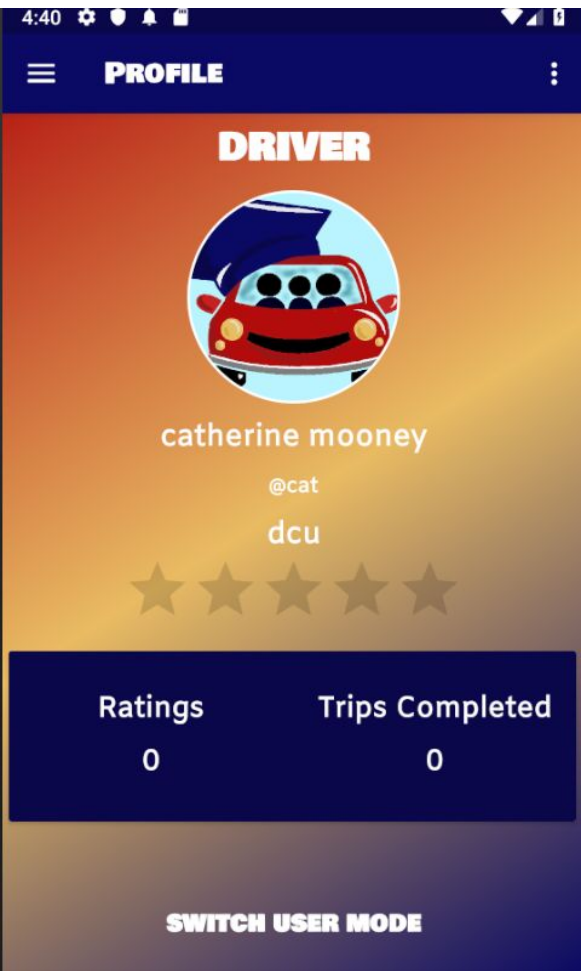 4:40
Profile
DRIVER
catherine mooney
@cat
dcu
Ratings Trips Completed
0 0
SWITCH USER MODE